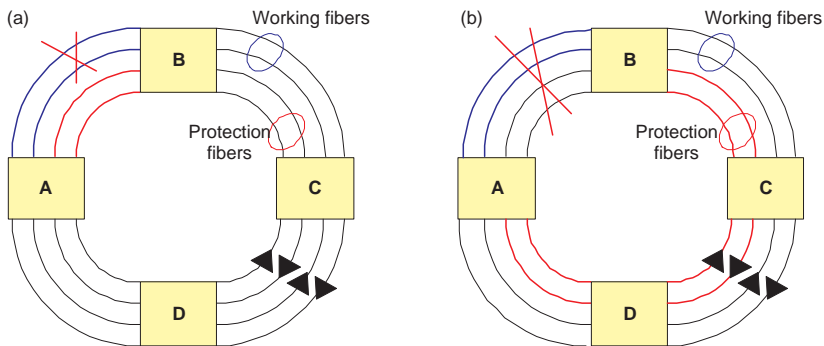 (a)
Working fibers
B
Protection
fibers
A
C
D
(b)
Working fibers
B
Protection
fibers
A
C
D